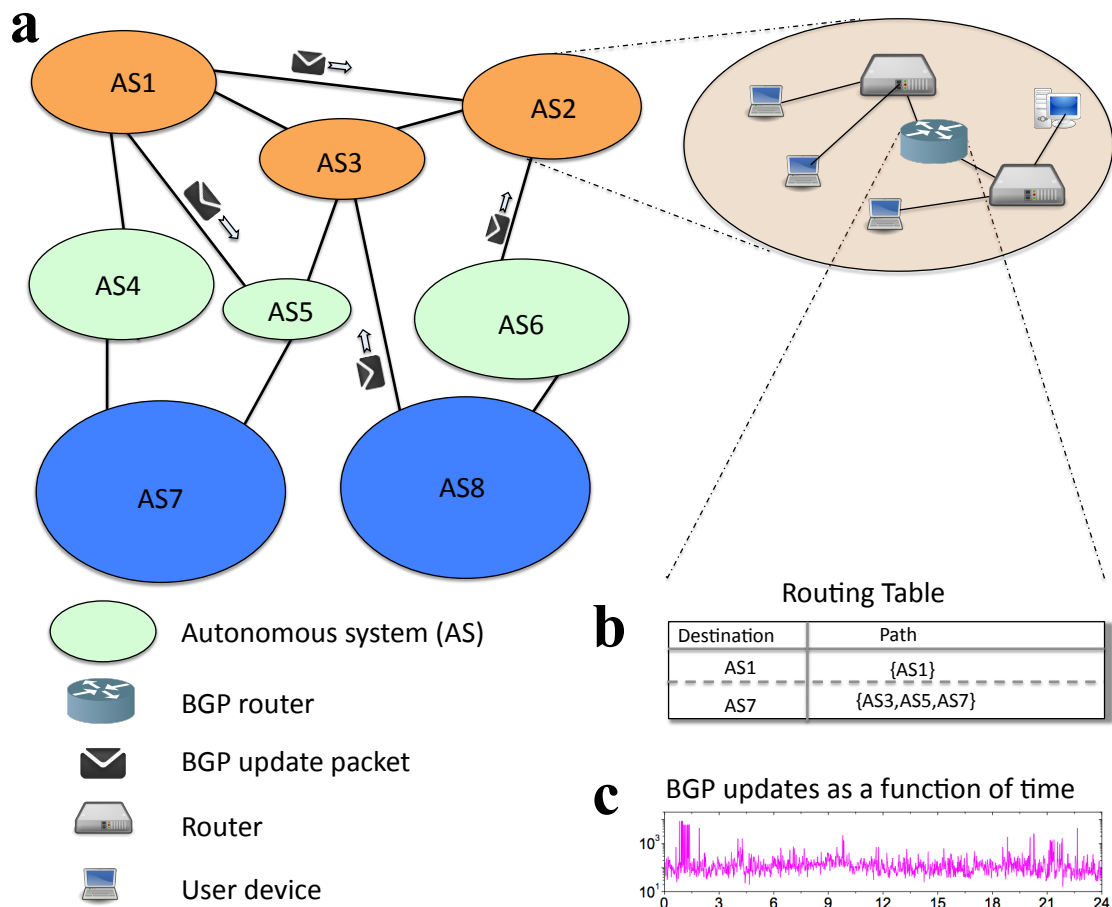 a
AS1
AS2
AS3
AS4
AS5
AS6
AS7
AS8
Autonomous system (AS)
BGP router
BGP update packet
Router
User device
b
Routing Table
Destination Path
AS1 {AS1}
AS7 {AS3,AS5,AS7}
c
BGP updates as a function of time
10³
10¹
0 3 6 9 12 15 18 21 24